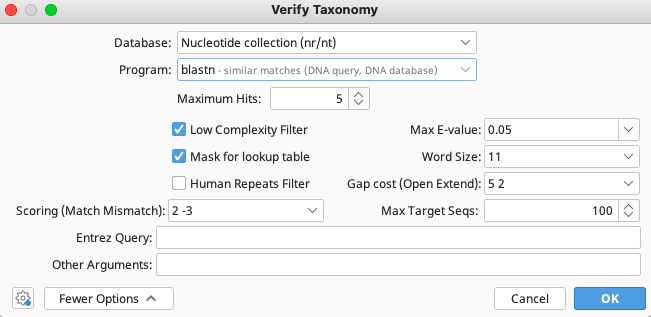 Verify Taxonomy
Database: Nucleotide collection (nr/nt)
Program: blastn - similar matches (DNA query, DNA database)
Maximum Hits: 5
Low Complexity Filter Max E-value: 0.05
Mask for lookup table Word Size: 11
Human Repeats Filter Gap cost (Open Extend): 5 2
Scoring (Match Mismatch): 2 -3 Max Target Seqs: 100
Entrez Query:
Other Arguments:
Fewer Options Cancel OK